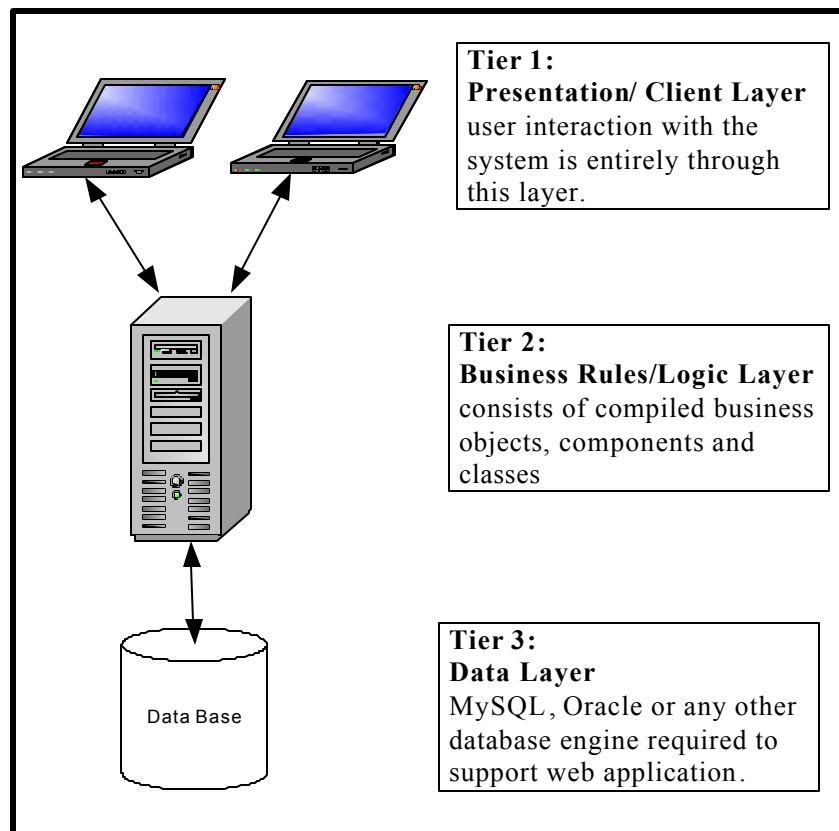 Tier 1:
Presentation/ Client Layer
user interaction with the
system is entirely through
this layer.
Tier 2:
Business Rules/Logic Layer
consists of compiled business
objects, components and
classes
Data Base
Tier 3:
Data Layer
MySQL, Oracle or any other
database engine required to
support web application.